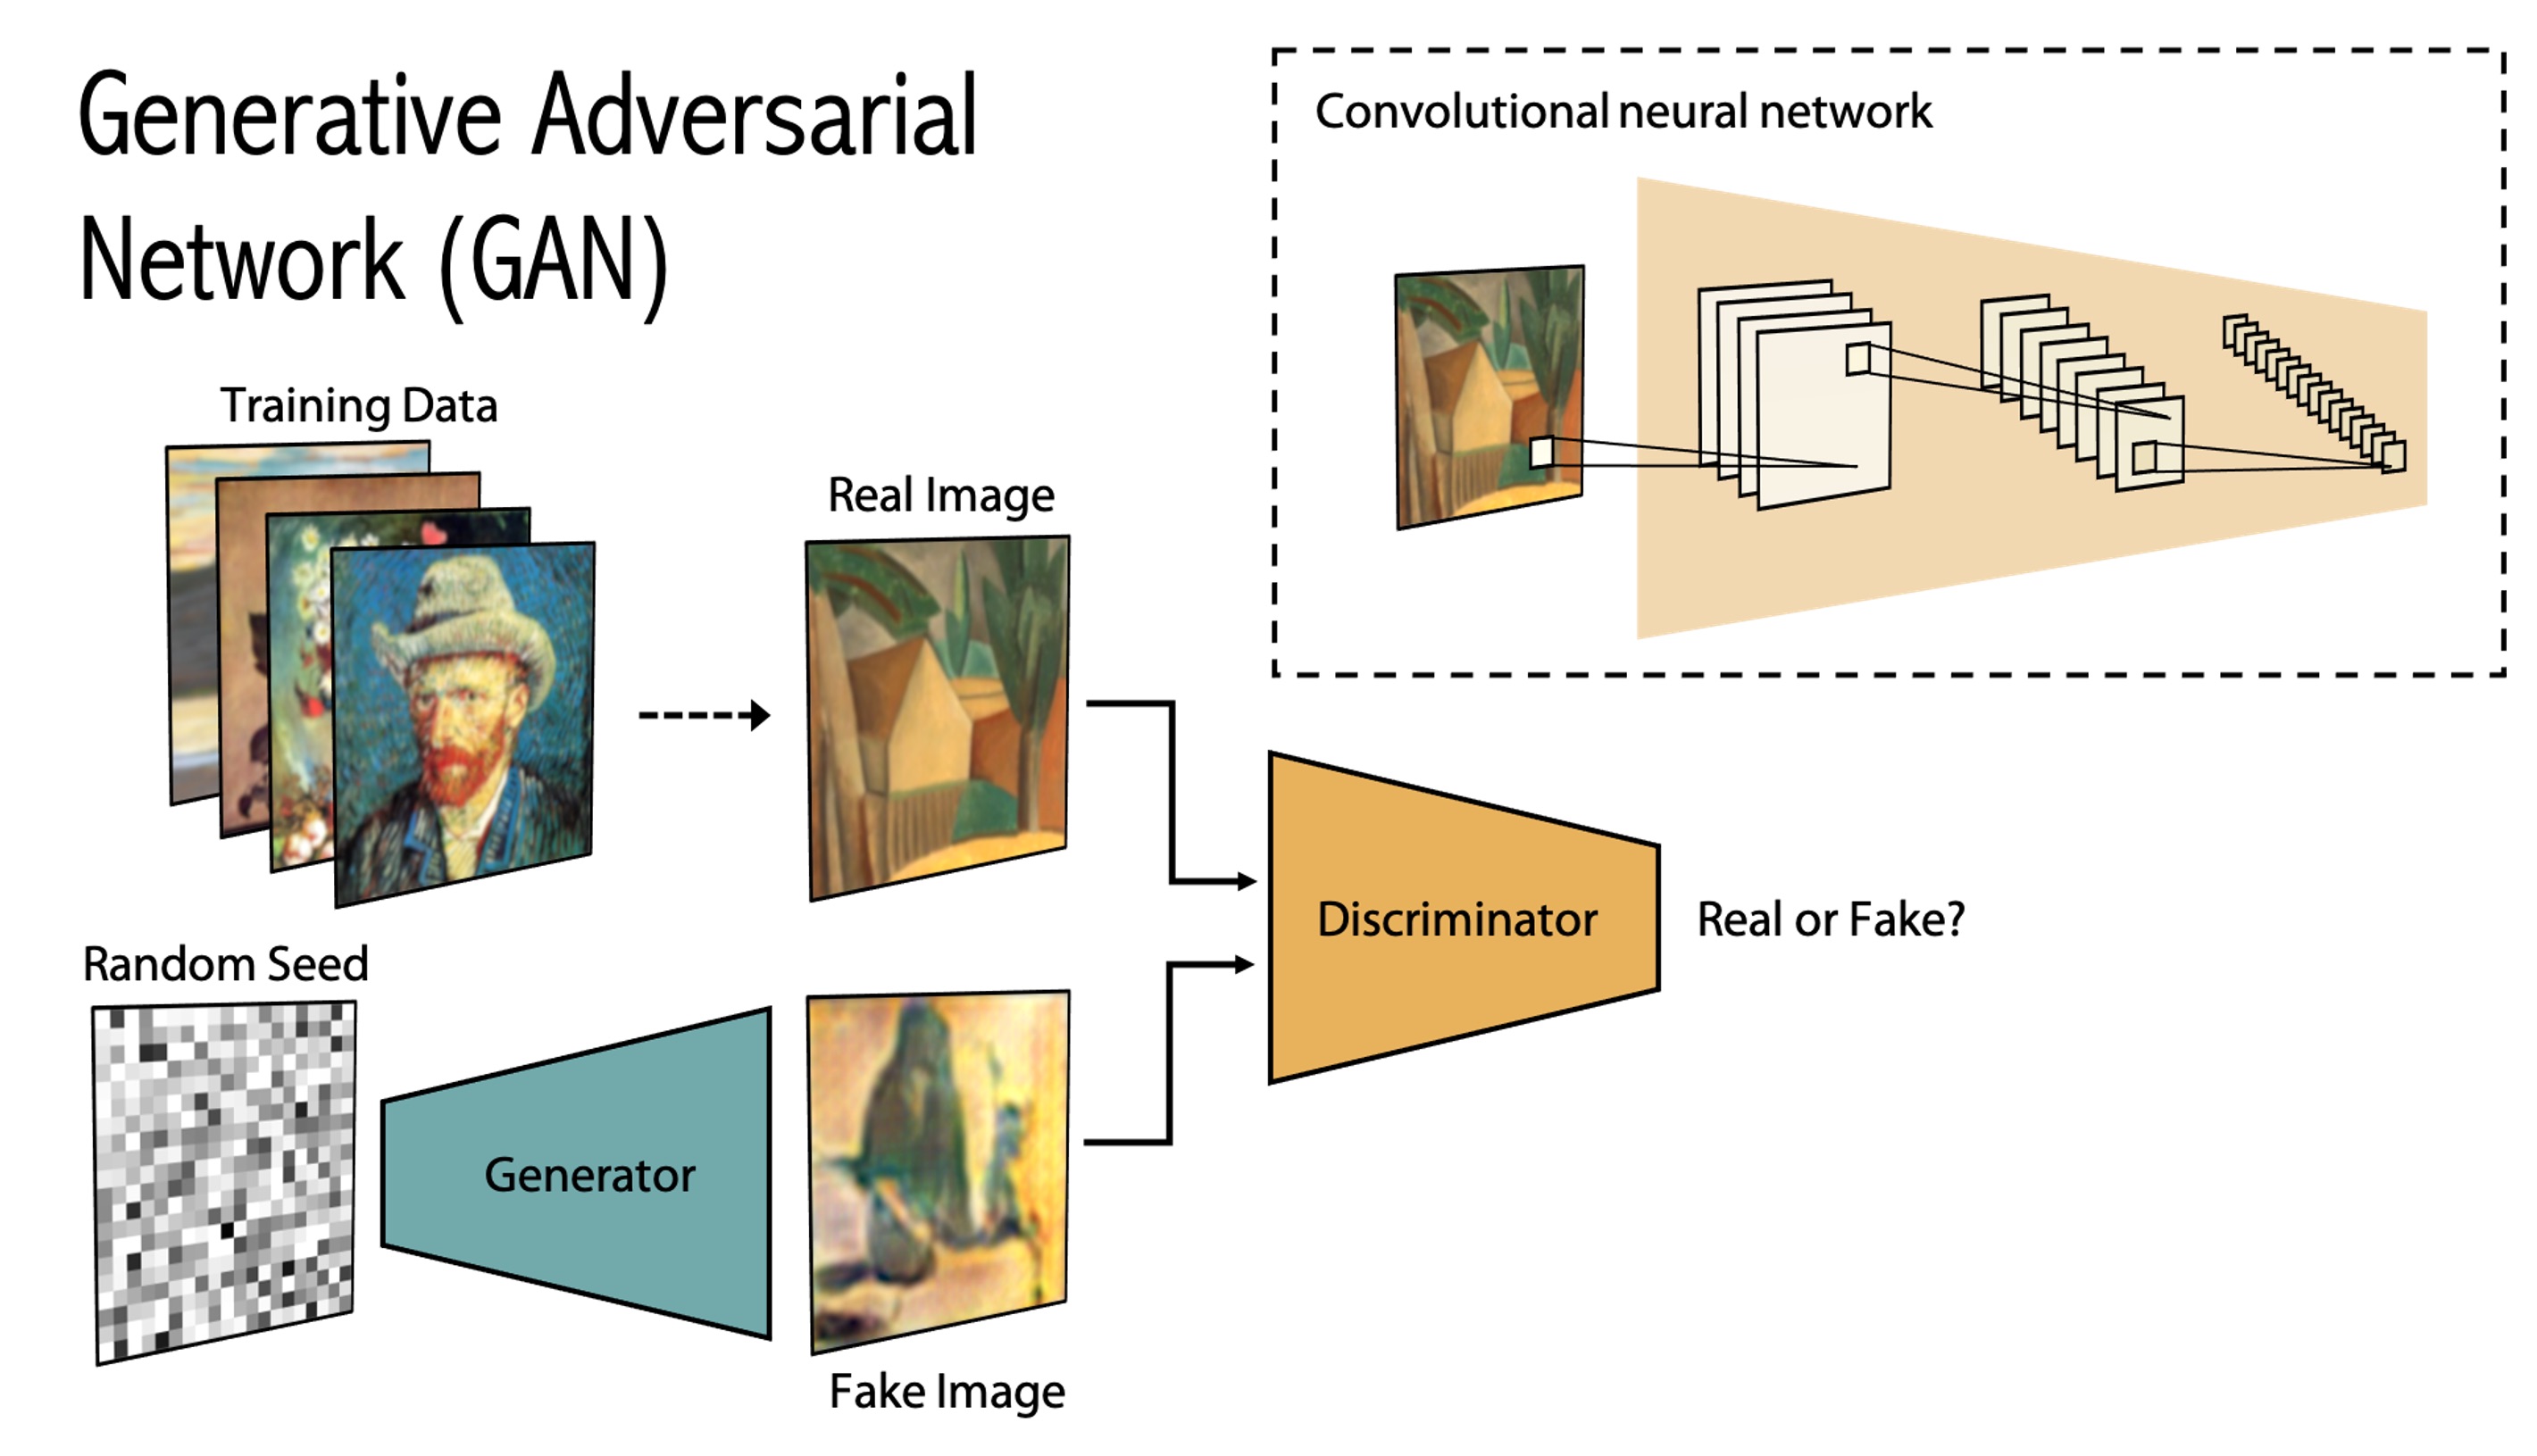 Generative Adversarial
Network (GAN)
Convolutional neural network
Training Data
Real Image
Discriminator
Real or Fake?
Random Seed
Generator
Fake Image